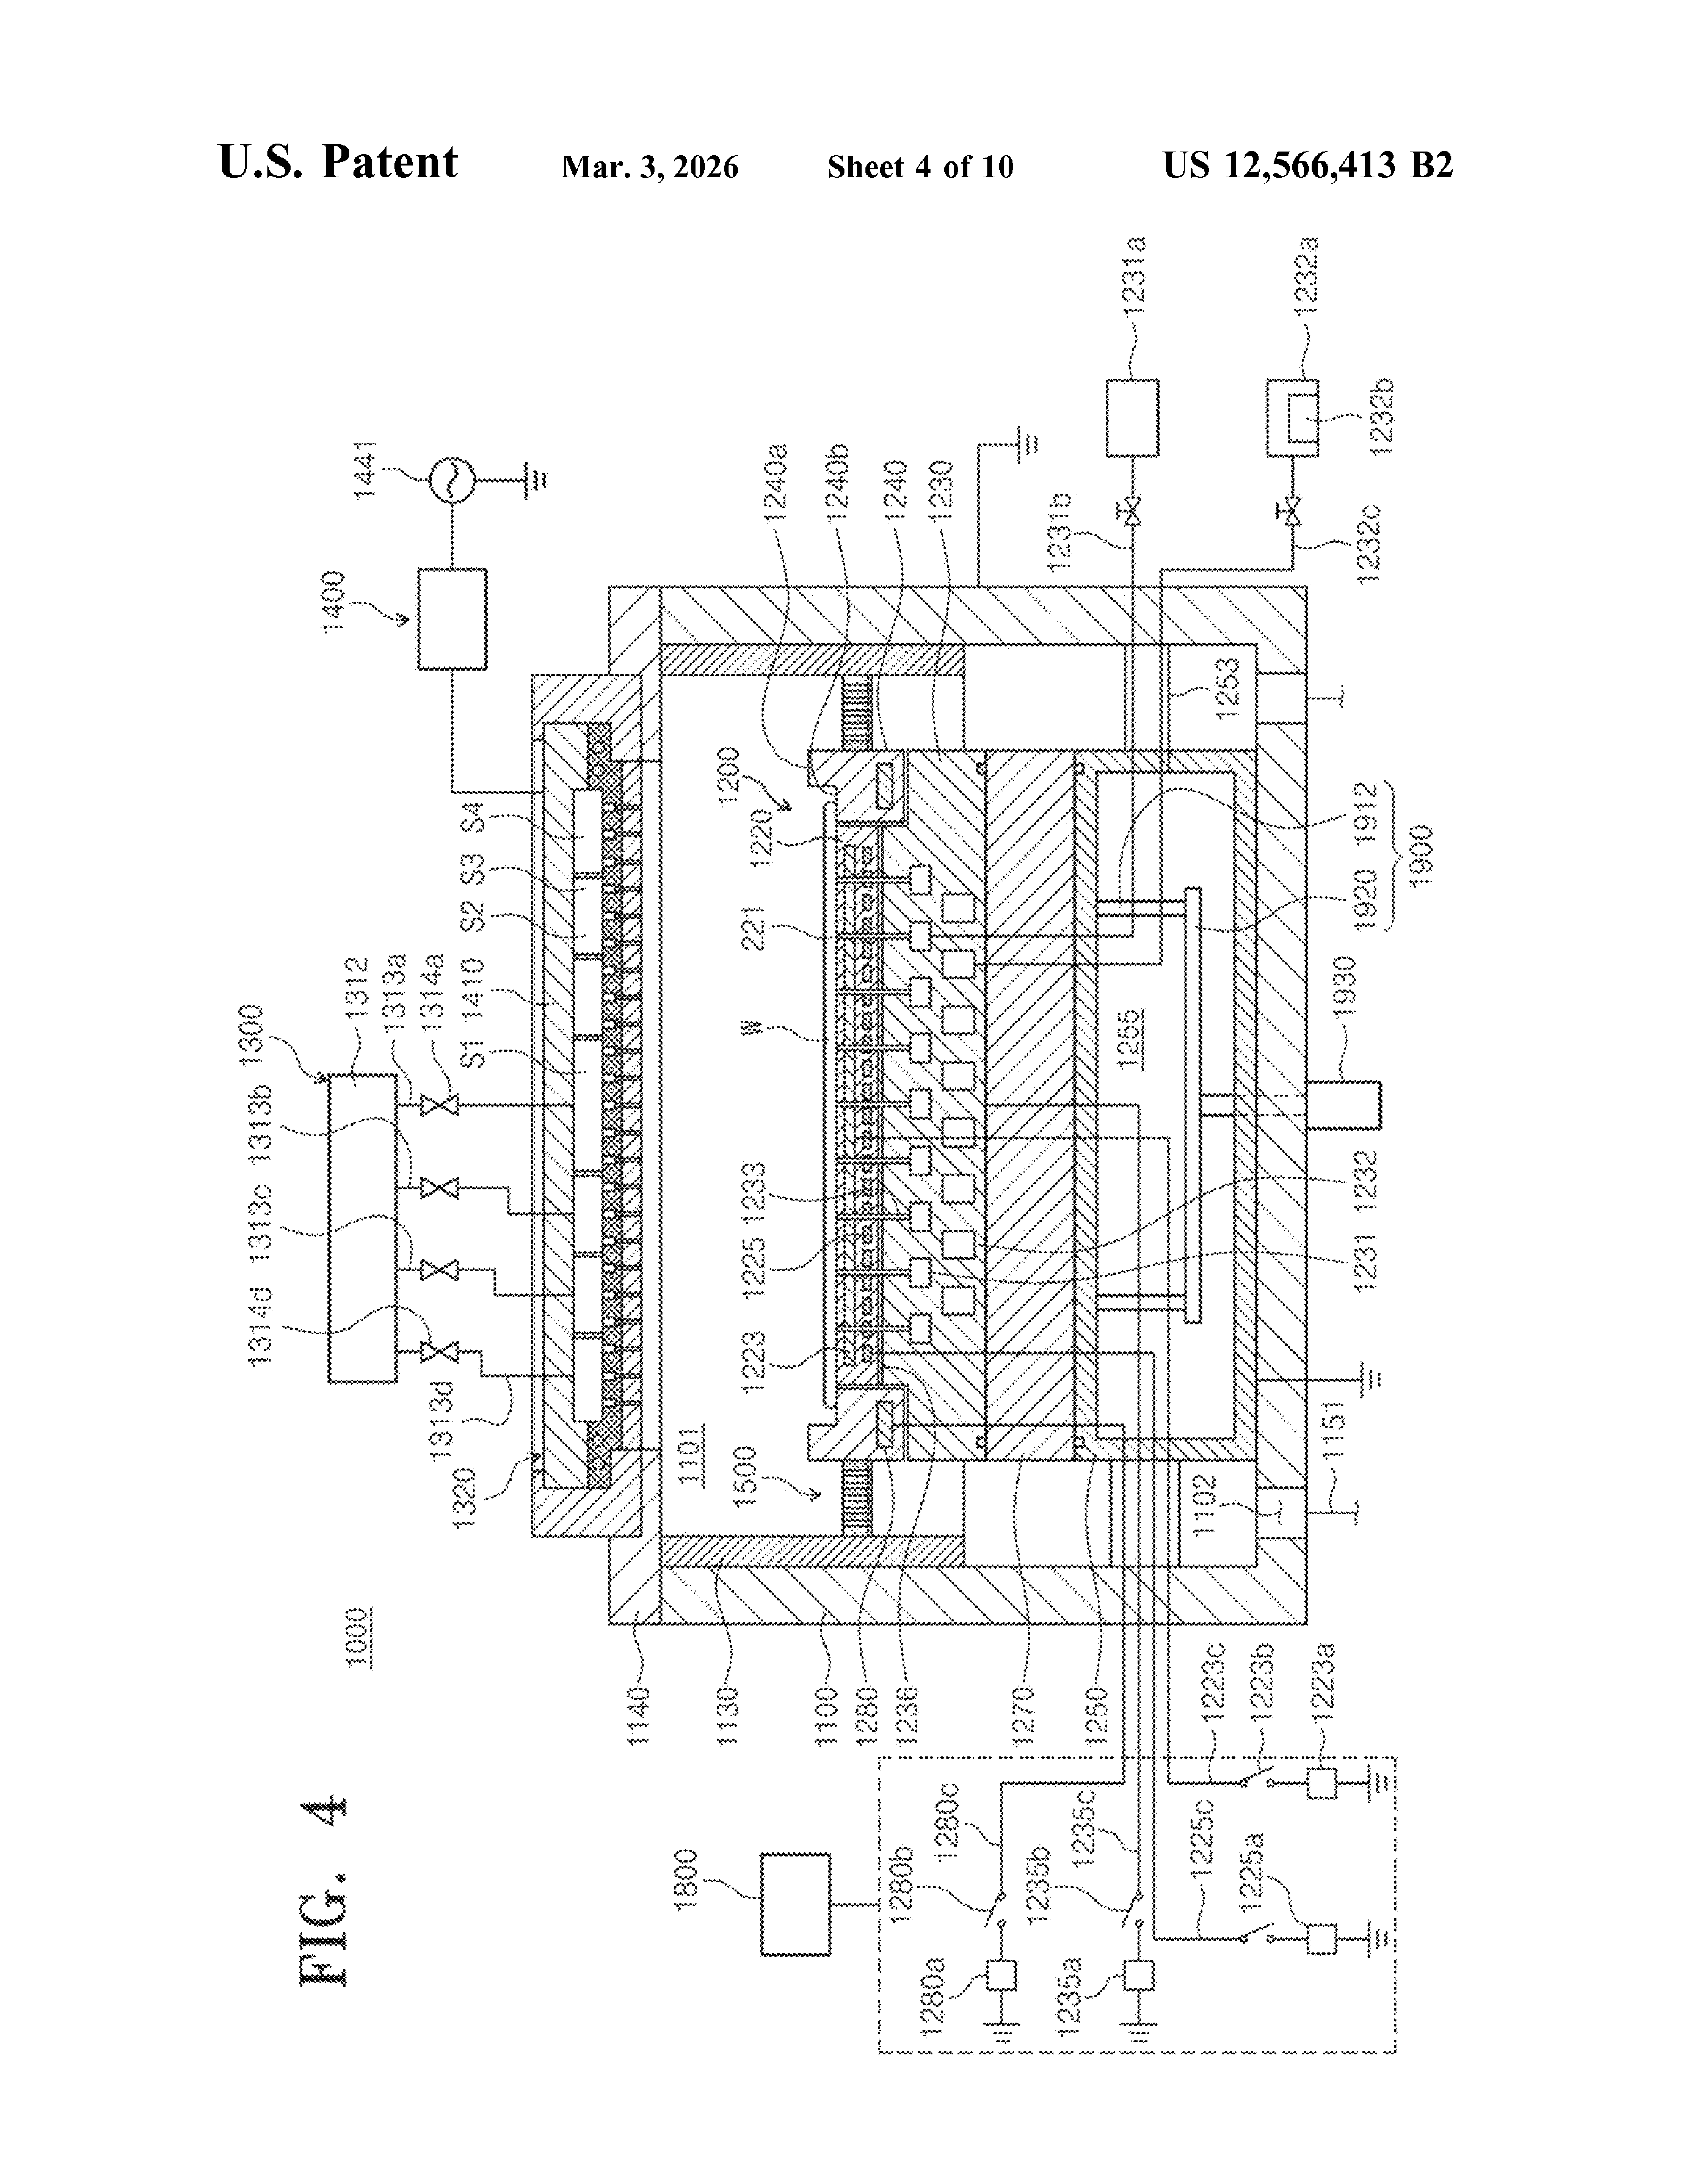 U.S. Patent Mar. 3, 2026 Sheet 4 of 10 US 12,566,413 B2
FIG. 4
1000
1300
1312
1313a
1314a
1313b
1313c
1314d
1313d
1320
S1
1410
S2
S3
S4
1400
1441
1101
1500
1200
1220
221
W
1233
1225
1223
1240a
1240b
1240
1230
1231a
1231b
1232a
1232b
1232c
1253
1255
1920 1912
1900
1930
1232
1231
1151
1102
1140
1130
1100
1280
1236
1270
1250
1800
1280a
1280b
1280c
1235a
1235b
1235c
1225c
1225a
1223c
1223b
1223a